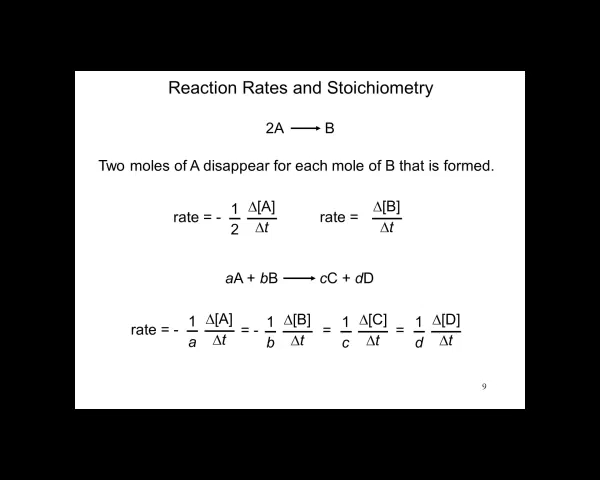 Reaction Rates and Stoichiometry
2A ⟶ B
Two moles of A disappear for each mole of B that is formed.
rate = - 1/2 Δ[A]/Δt rate = Δ[B]/Δt
aA + bB ⟶ cC + dD
rate = - 1/a Δ[A]/Δt = - 1/b Δ[B]/Δt = 1/c Δ[C]/Δt = 1/d Δ[D]/Δt
9